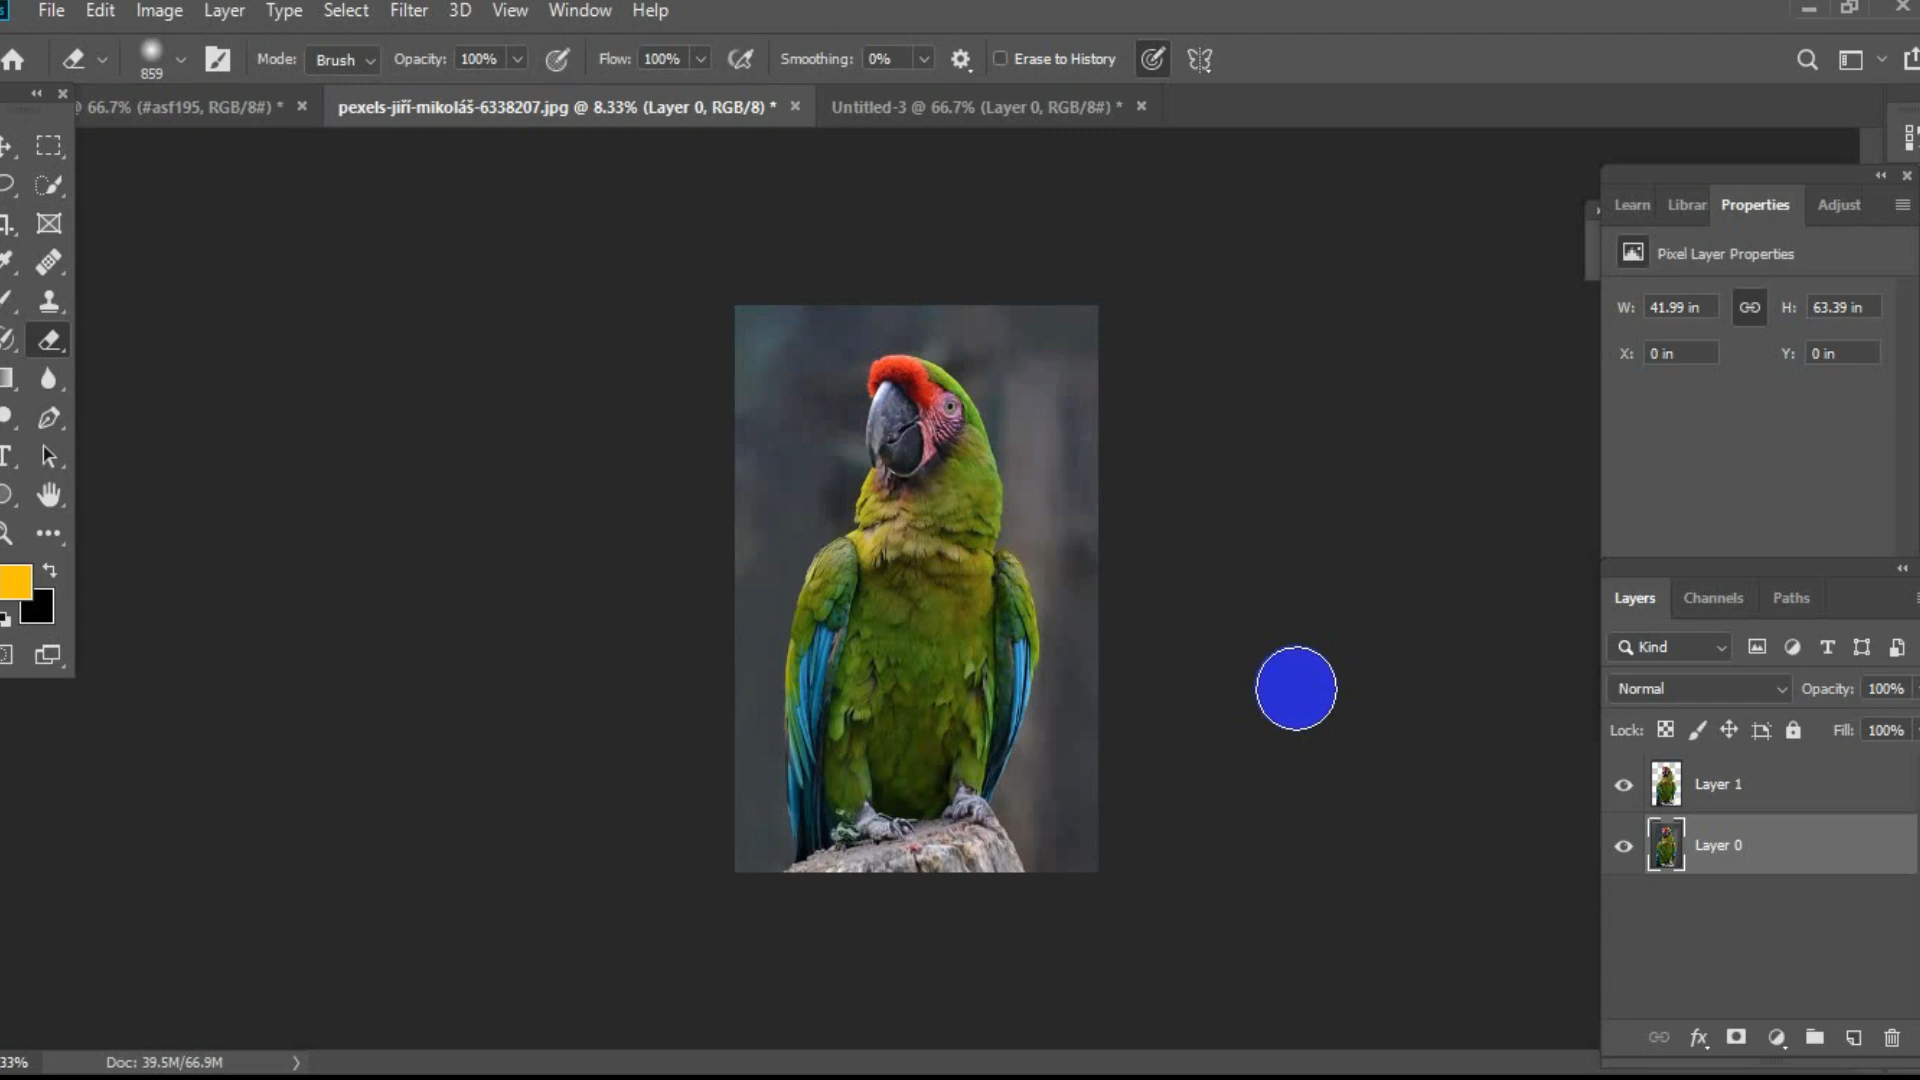 File Edit Image Layer Type Select Filter 3D View Window Help
859 Mode: Brush Opacity: 100% Flow: 100% Smoothing: 0% Erase to History
@ 66.7% (#asf195, RGB/8#) * pexels-jiří-mikoláš-6338207.jpg @ 8.33% (Layer 0, RGB/8) * Untitled-3 @ 66.7% (Layer 0, RGB/8#) *
Learn Librar Properties Adjust
Pixel Layer Properties
W: 41.99 in H: 63.39 in
X: 0 in Y: 0 in
Layers Channels Paths
Kind
Normal Opacity: 100%
Lock: Fill: 100%
Layer 1
Layer 0
33% Doc: 39.5M/66.9M